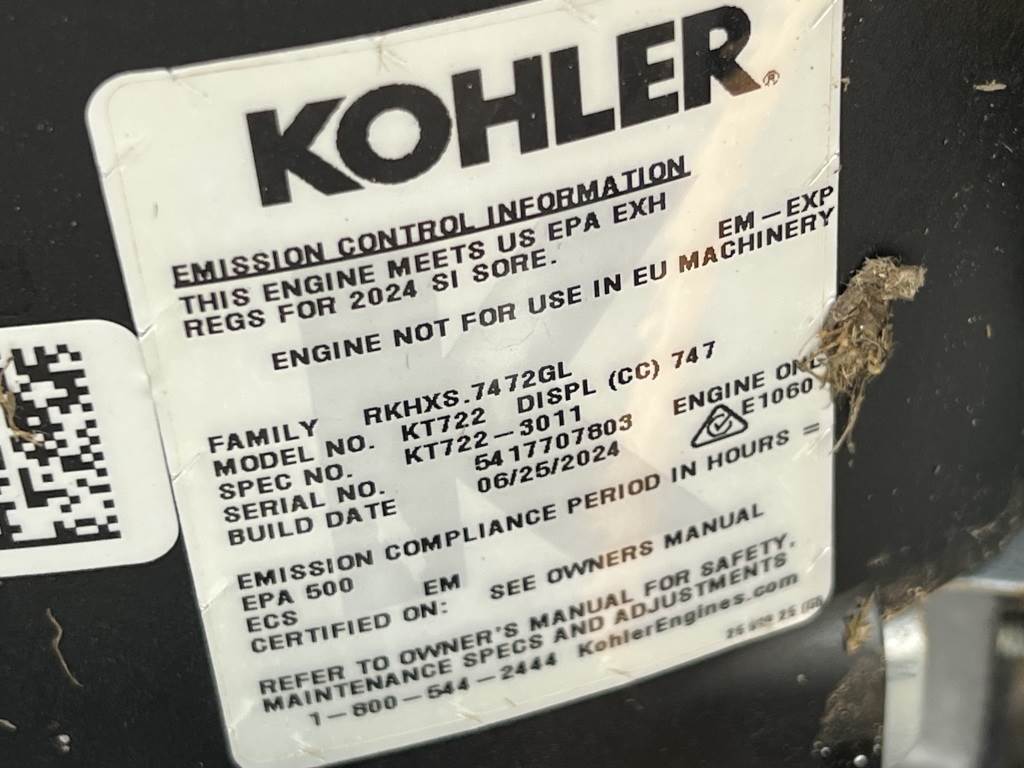 KOHLER®
EMISSION CONTROL INFORMATION
THIS ENGINE MEETS US EPA EXH
REGS FOR 2024 SI SORE. EM-EXP
ENGINE NOT FOR USE IN EU MACHINERY
FAMILY RKHXS.7472GL
MODEL NO. KT722 DISPL (CC) 747
SPEC NO. KT722-3011
SERIAL NO. 5417707803 ENGINE
BUILD DATE 06/25/2024 E1060
EMISSION COMPLIANCE PERIOD IN HOURS =
EPA 500 EM
ECS
CERTIFIED ON: SEE OWNERS MANUAL
REFER TO OWNER'S MANUAL FOR SAFETY,
MAINTENANCE SPECS AND ADJUSTMENTS
1-800-544-2444 KohlerEngines.com